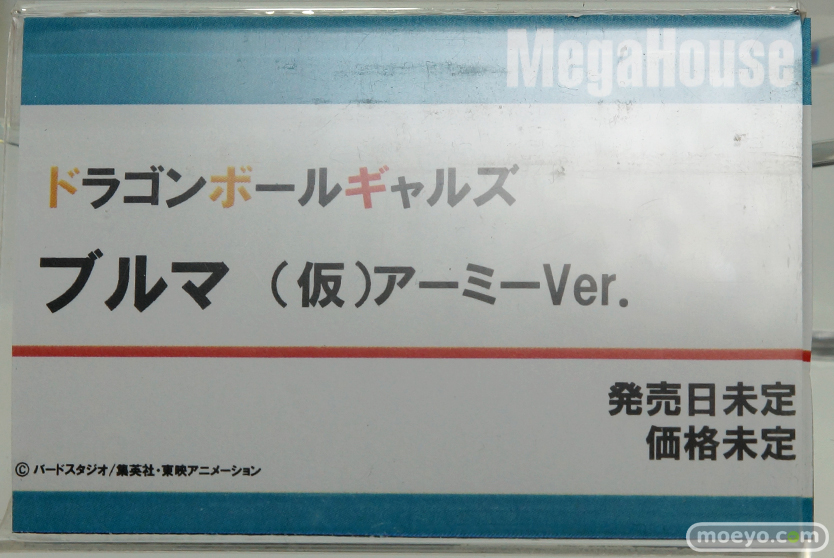 MegaHouse
ドラゴンボールギャルズ
ブルマ（仮）アーミーVer.
発売日未定
価格未定
© バードスタジオ/集英社・東映アニメーション
moeyo.com